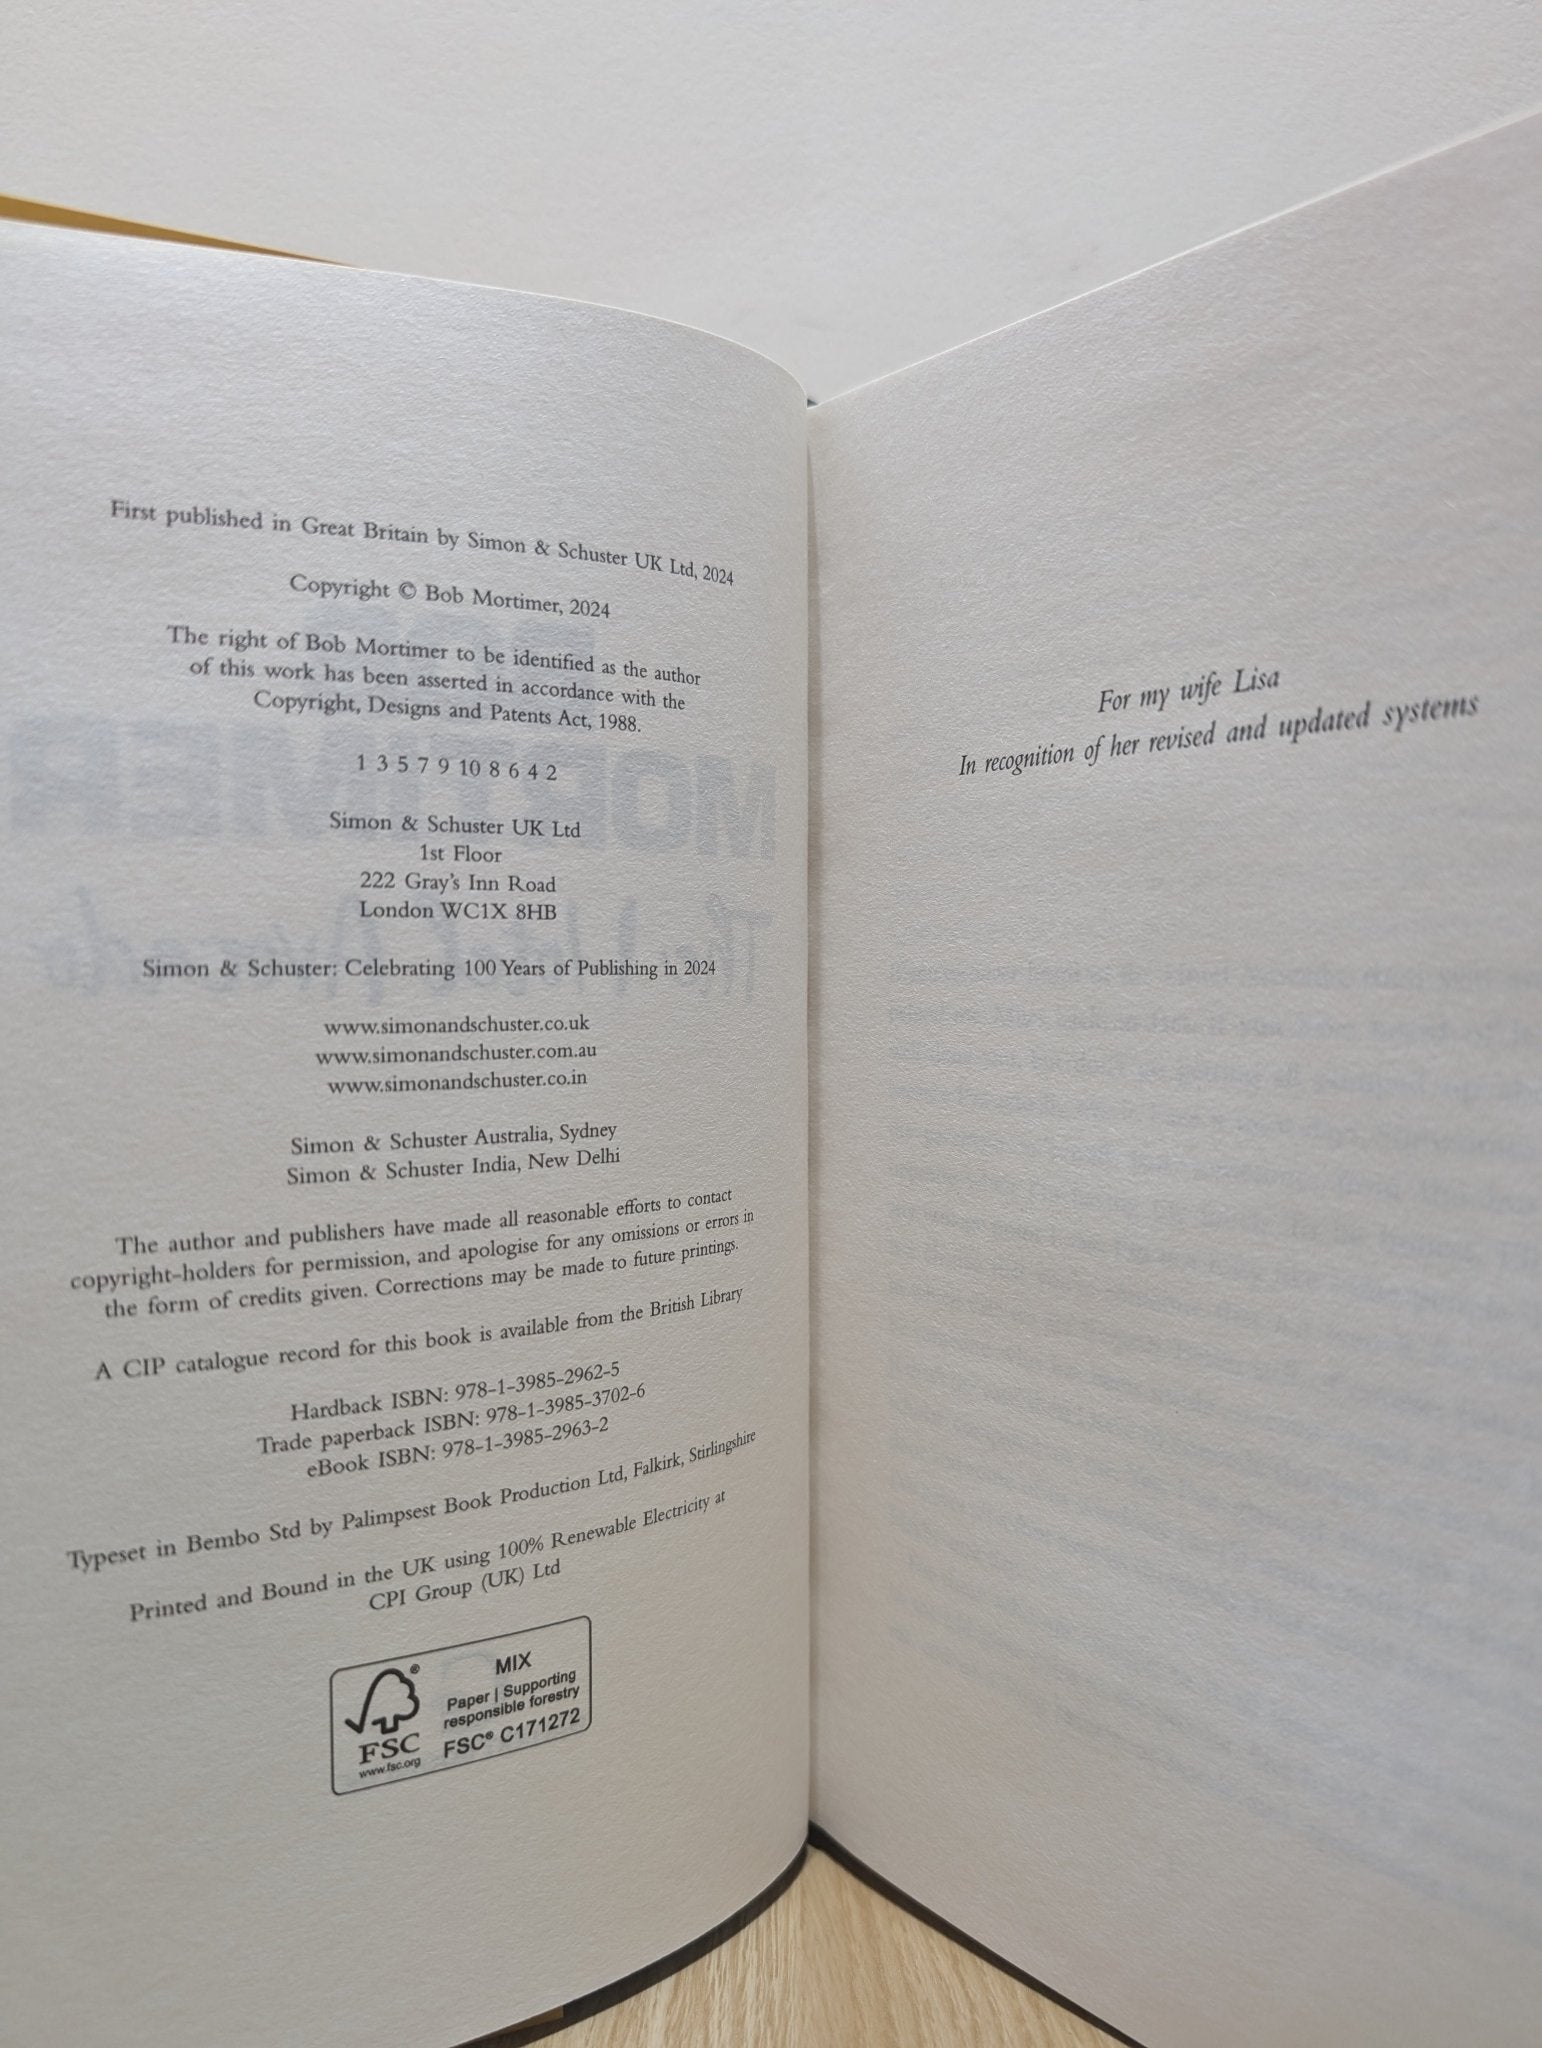 First published in Great Britain by Simon & Schuster UK Ltd, 2024
Copyright © Bob Mortimer, 2024
The right of Bob Mortimer to be identified as the author
of this work has been asserted in accordance with the
Copyright, Designs and Patents Act, 1988.
1 3 5 7 9 10 8 6 4 2
Simon & Schuster UK Ltd
1st Floor
222 Gray's Inn Road
London WC1X 8HB
Simon & Schuster: Celebrating 100 Years of Publishing in 2024
www.simonandschuster.co.uk
www.simonandschuster.com.au
www.simonandschuster.co.in
Simon & Schuster Australia, Sydney
Simon & Schuster India, New Delhi
The author and publishers have made all reasonable efforts to contact
copyright-holders for permission, and apologise for any omissions or errors in
the form of credits given. Corrections may be made to future printings.
A CIP catalogue record for this book is available from the British Library
Hardback ISBN: 978-1-3985-2962-5
Trade paperback ISBN: 978-1-3985-3702-6
eBook ISBN: 978-1-3985-2963-2
Typeset in Bembo Std by Palimpsest Book Production Ltd, Falkirk, Stirlingshire
Printed and Bound in the UK using 100% Renewable Electricity at
CPI Group (UK) Ltd
FSC
www.fsc.org
MIX
Paper | Supporting
responsible forestry
FSC® C171272
For my wife Lisa
In recognition of her revised and updated systems